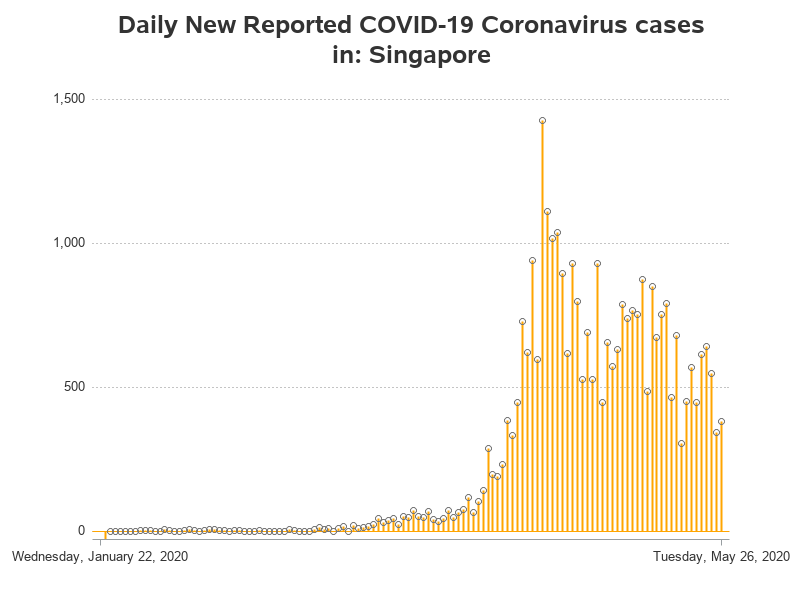 Daily New Reported COVID-19 Coronavirus cases
in: Singapore
1,500
1,000
500
0
Wednesday, January 22, 2020
Tuesday, May 26, 2020